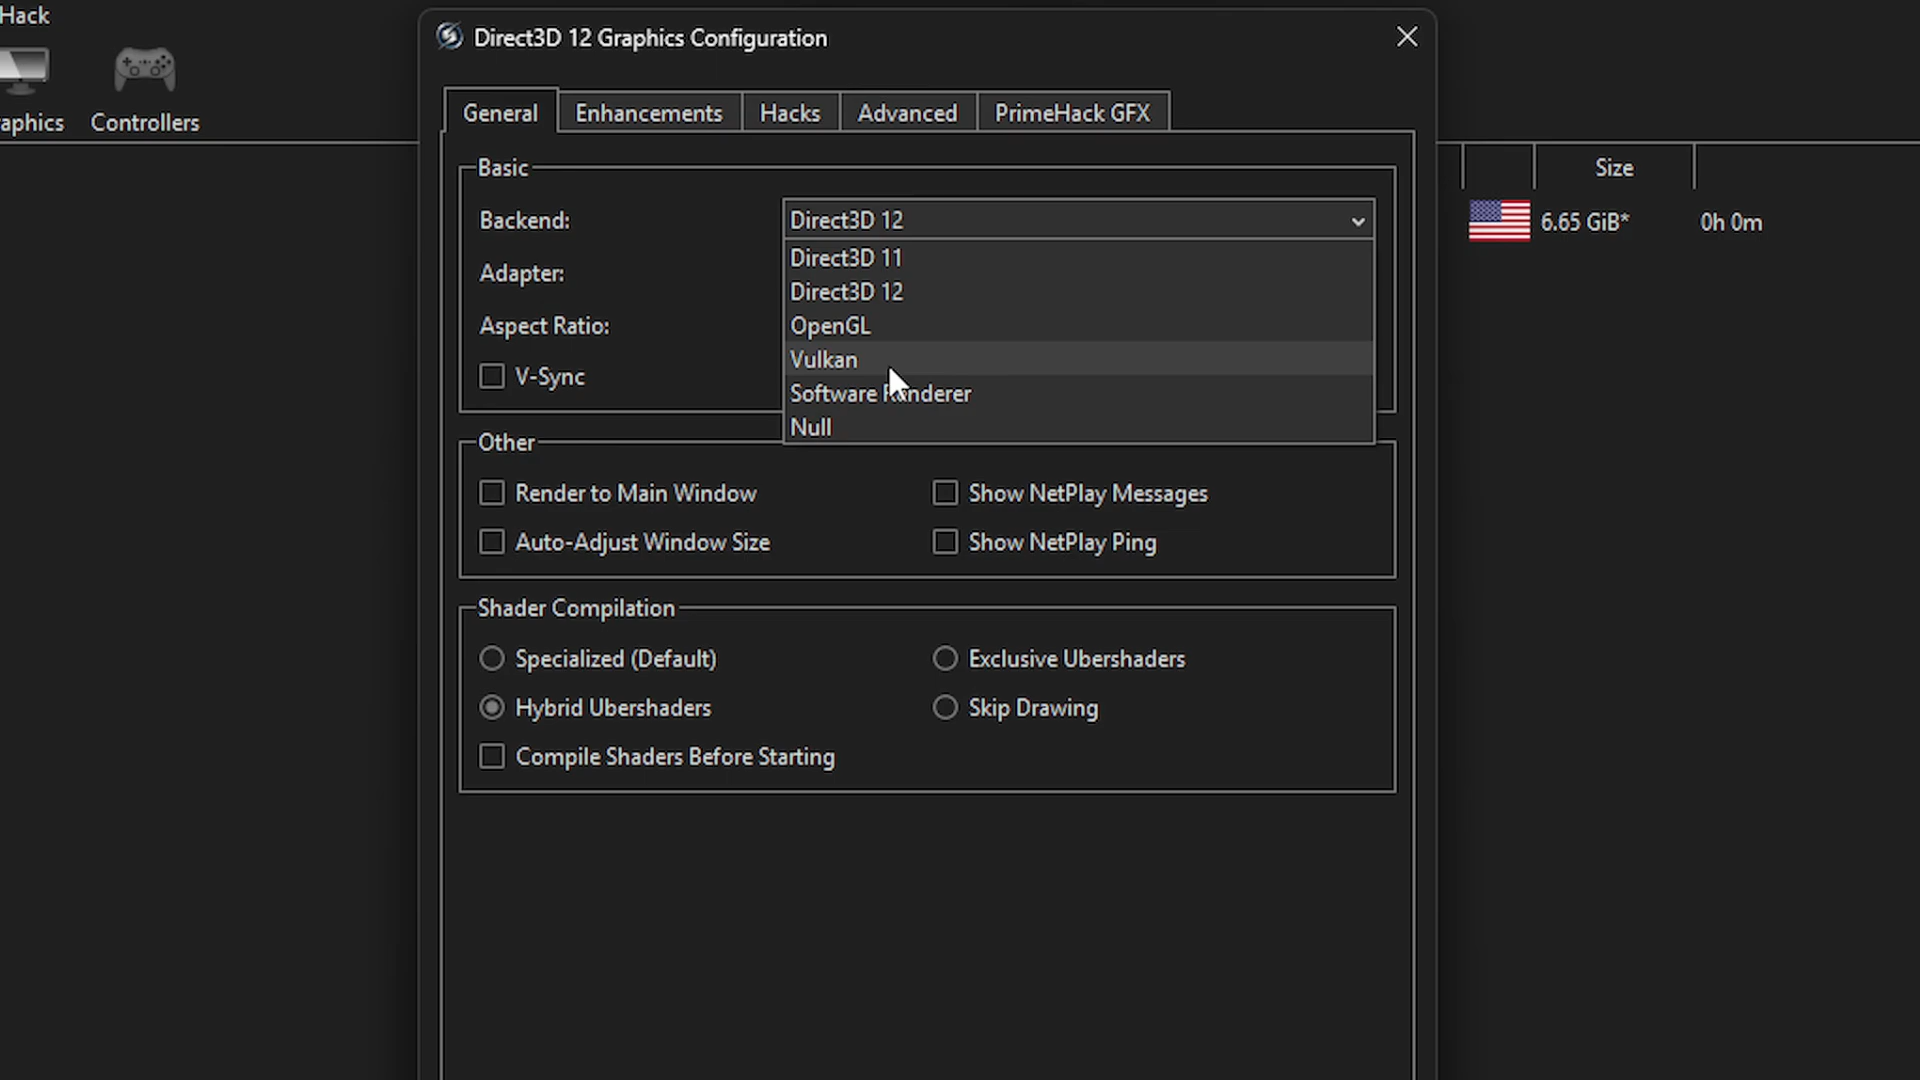 Hack
Direct3D 12 Graphics Configuration
aphics
Controllers
General
Enhancements
Hacks
Advanced
PrimeHack GFX
Basic
Backend:
Direct3D 12
Direct3D 11
Direct3D 12
OpenGL
Vulkan
Software Renderer
Null
Adapter:
Aspect Ratio:
V-Sync
Other
Render to Main Window
Show NetPlay Messages
Auto-Adjust Window Size
Show NetPlay Ping
Shader Compilation
Specialized (Default)
Exclusive Ubershaders
Hybrid Ubershaders
Skip Drawing
Compile Shaders Before Starting
Size
6.65 GiB*
0h 0m